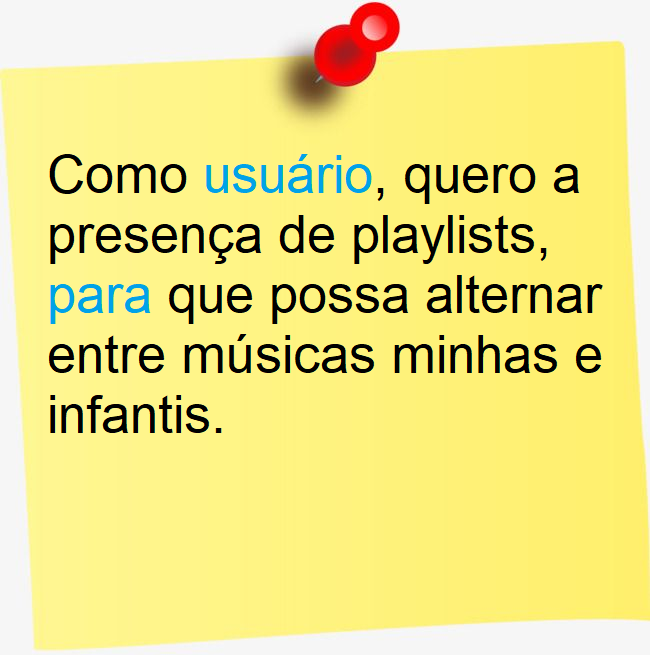 Como usuário, quero a
presença de playlists,
para que possa alternar
entre músicas minhas e
infantis.